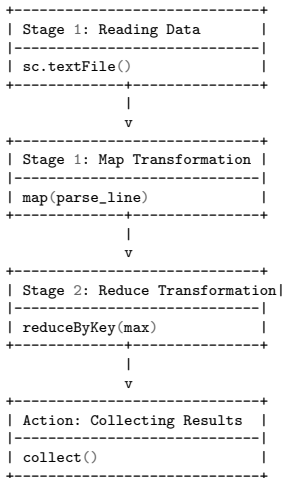 +----------------------------+
| Stage 1: Reading Data      |
|----------------------------|
| sc.textFile()              |
+-------------+--------------+
              |
              v
+----------------------------+
| Stage 1: Map Transformation |
|----------------------------|
| map(parse_line)            |
+-------------+--------------+
              |
              v
+----------------------------+
| Stage 2: Reduce Transformation|
|----------------------------|
| reduceByKey(max)           |
+-------------+--------------+
              |
              v
+----------------------------+
| Action: Collecting Results |
|----------------------------|
| collect()                  |
+----------------------------+